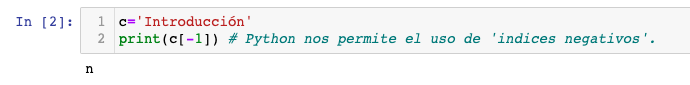 In [2]: 1 c='Introducción'
2 print(c[-1]) # Python nos permite el uso de 'indices negativos'.
n